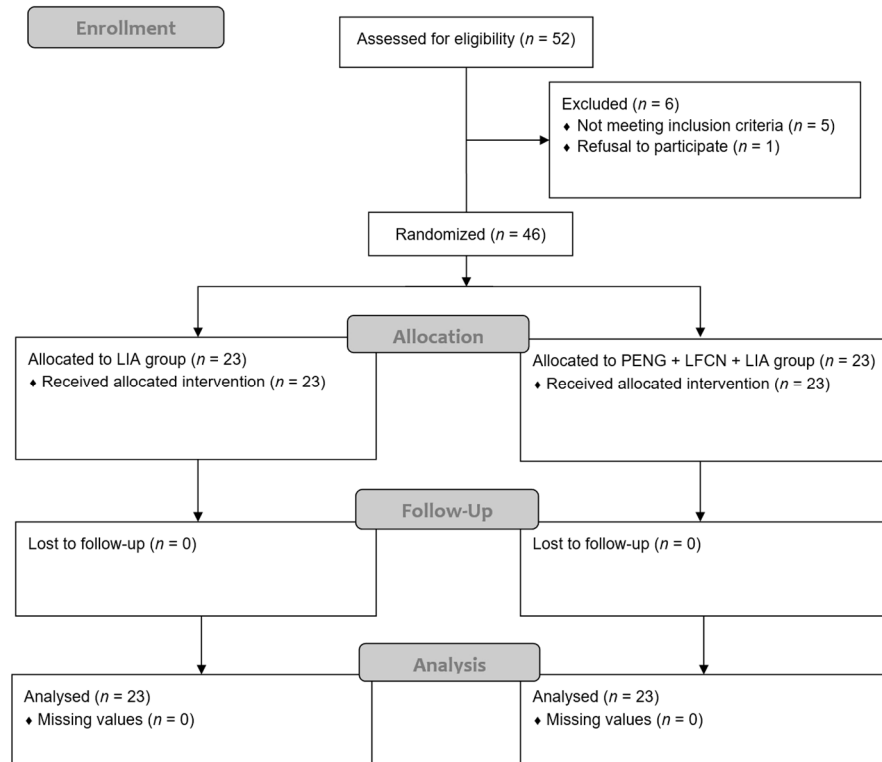 Enrollment
Assessed for eligibility (n = 52)
Excluded (n = 6)
♦ Not meeting inclusion criteria (n = 5)
♦ Refusal to participate (n = 1)
Randomized (n = 46)
Allocation
Allocated to LIA group (n = 23)
♦ Received allocated intervention (n = 23)
Allocated to PENG + LFCN + LIA group (n = 23)
♦ Received allocated intervention (n = 23)
Follow-Up
Lost to follow-up (n = 0)
Lost to follow-up (n = 0)
Analysis
Analysed (n = 23)
♦ Missing values (n = 0)
Analysed (n = 23)
♦ Missing values (n = 0)